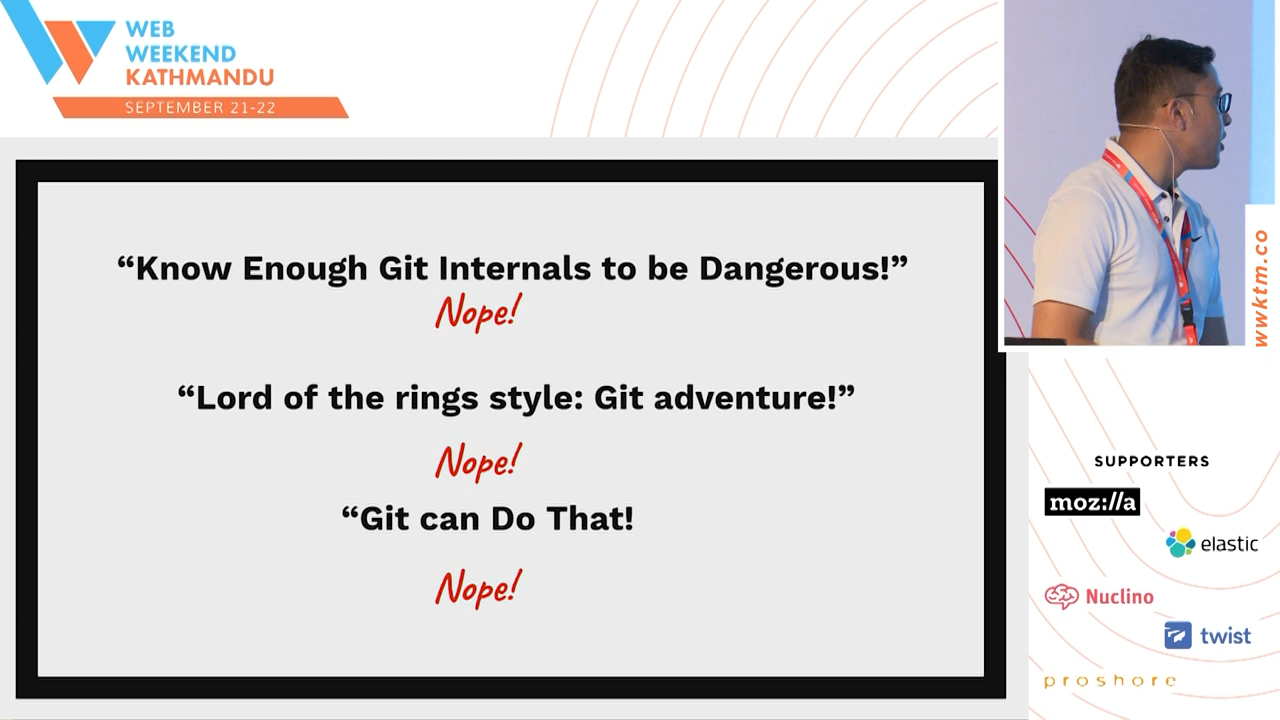 WEB
WEEKEND
KATHMANDU
SEPTEMBER 21-22
“Know Enough Git Internals to be Dangerous!”
Nope!
“Lord of the rings style: Git adventure!”
Nope!
“Git can Do That!
Nope!
wwktm.co
SUPPORTERS
moz://a
elastic
Nuclino
twist
proshore